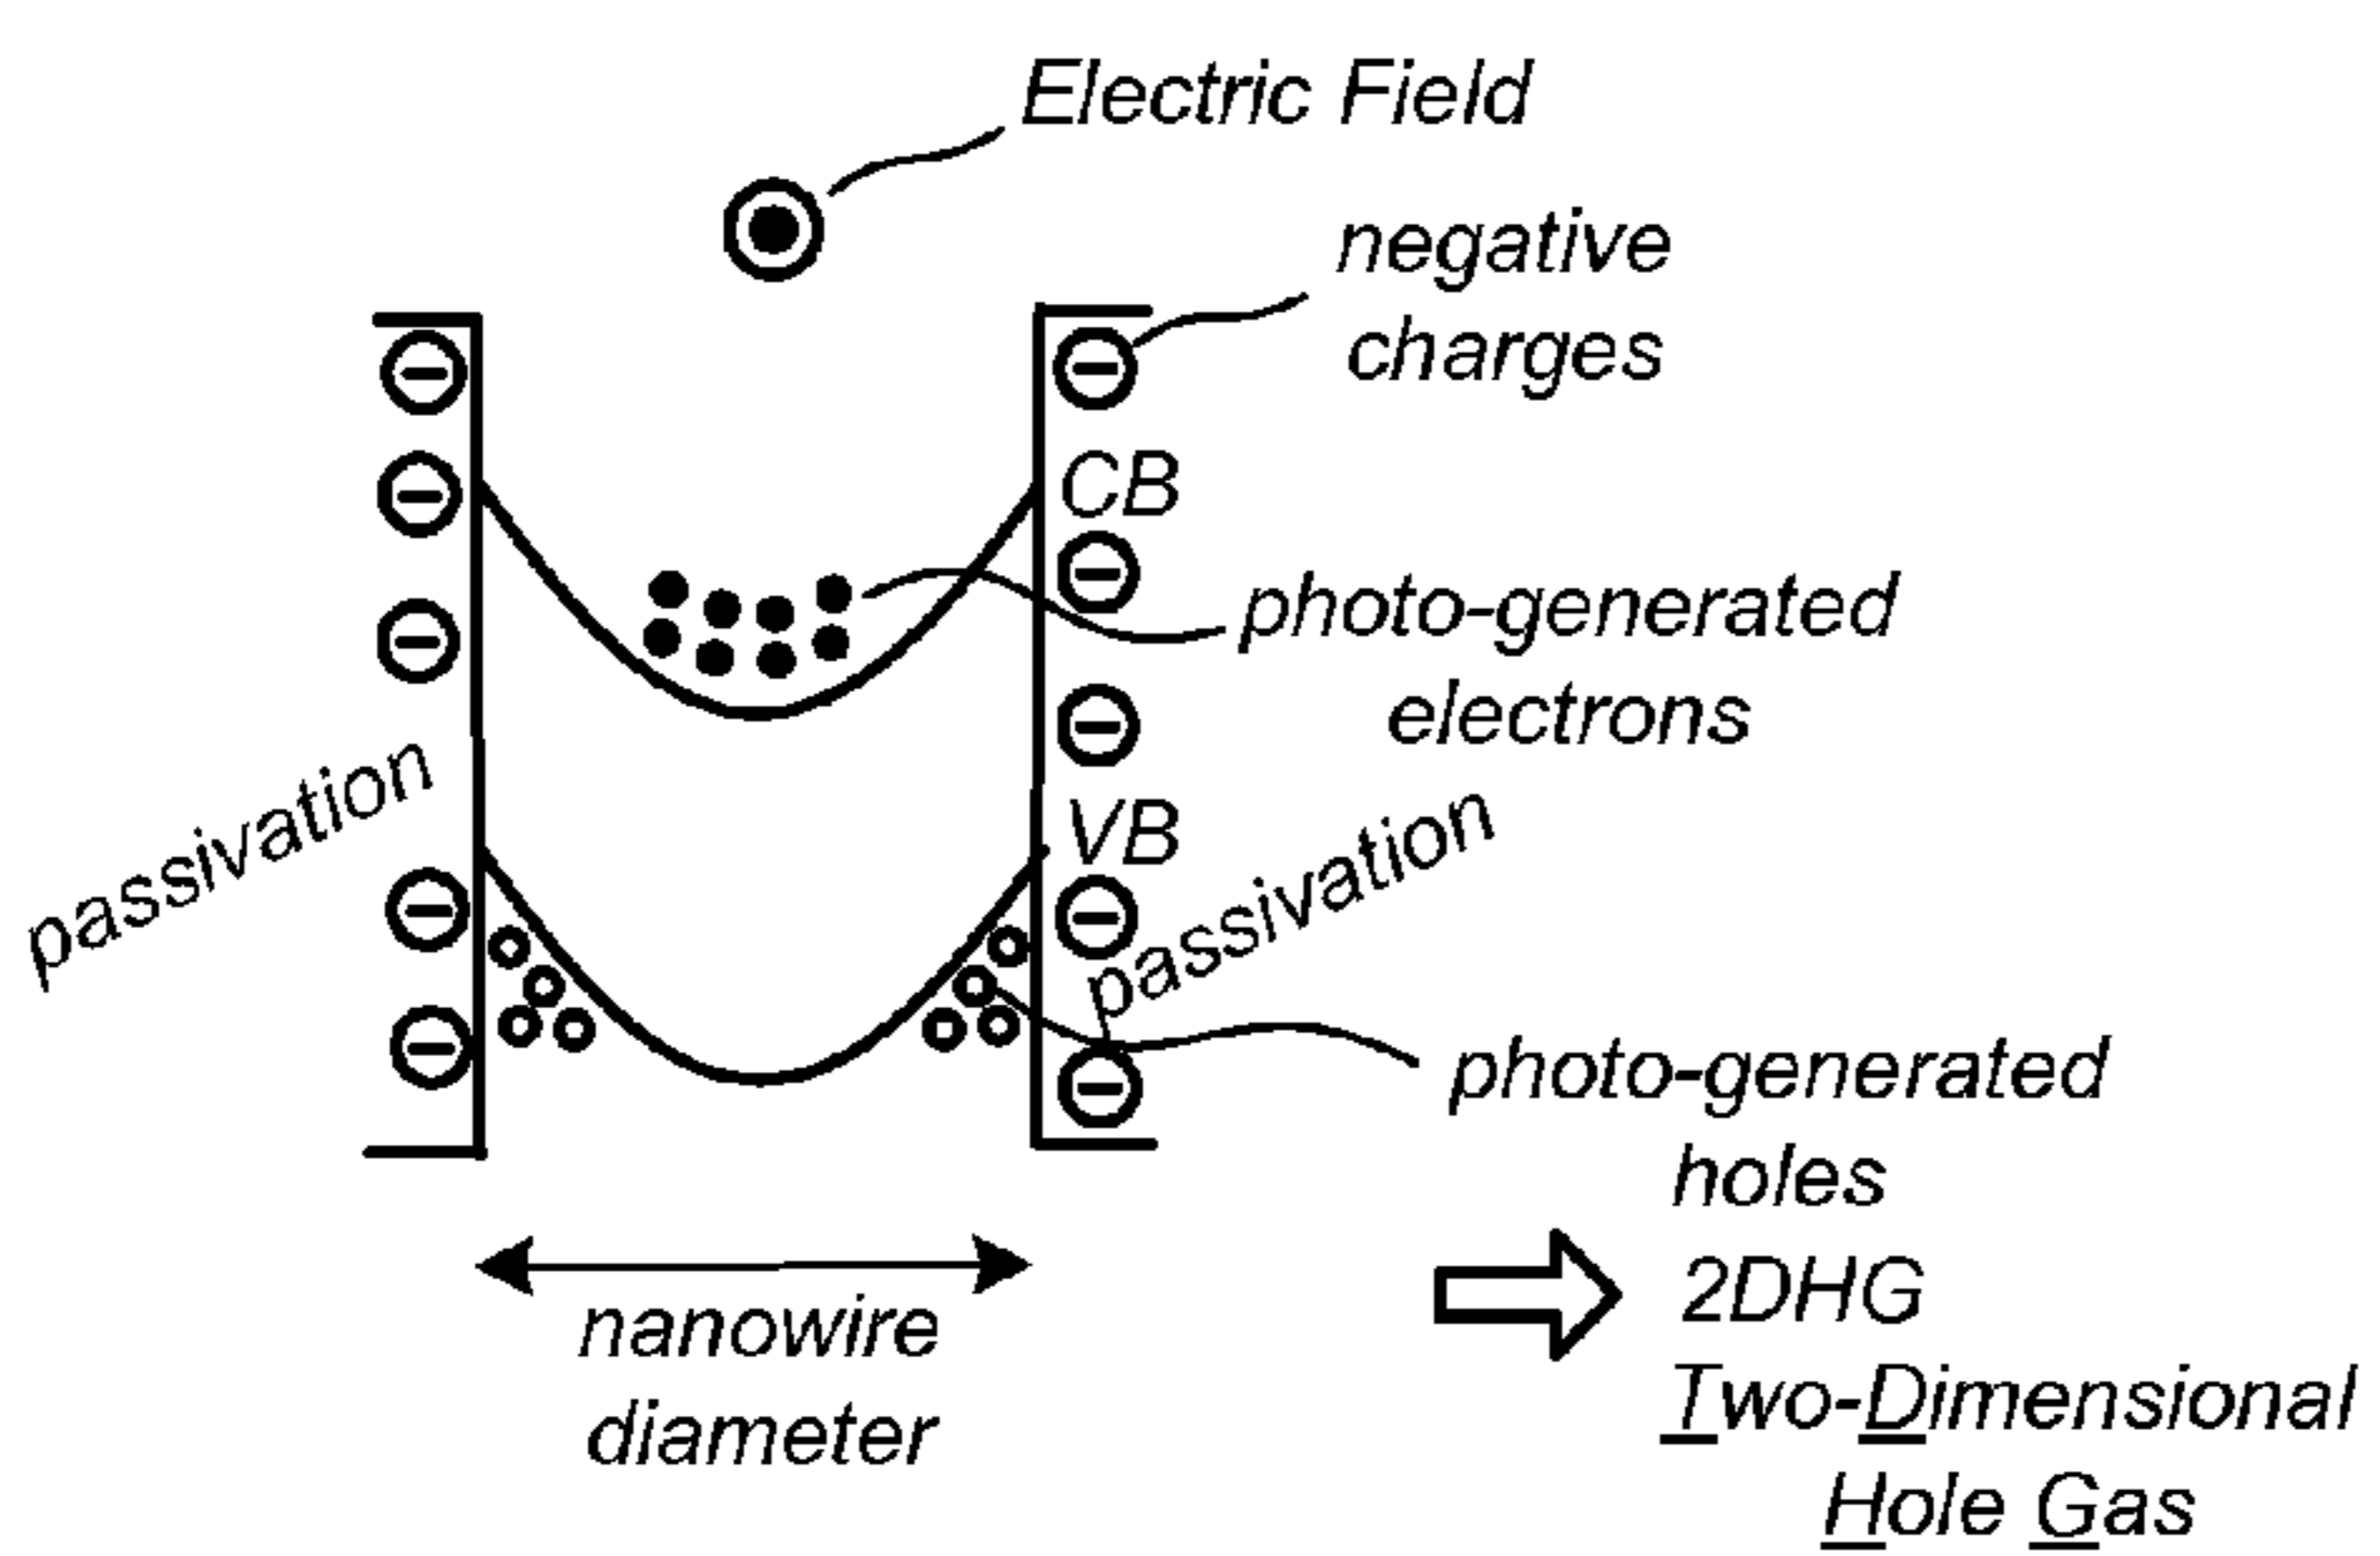 Electric Field
negative
charges
CB
photo-generated
electrons
passivation
VB
passivation
photo-generated
holes
nanowire
diameter
2DHG
Two-Dimensional
Hole Gas